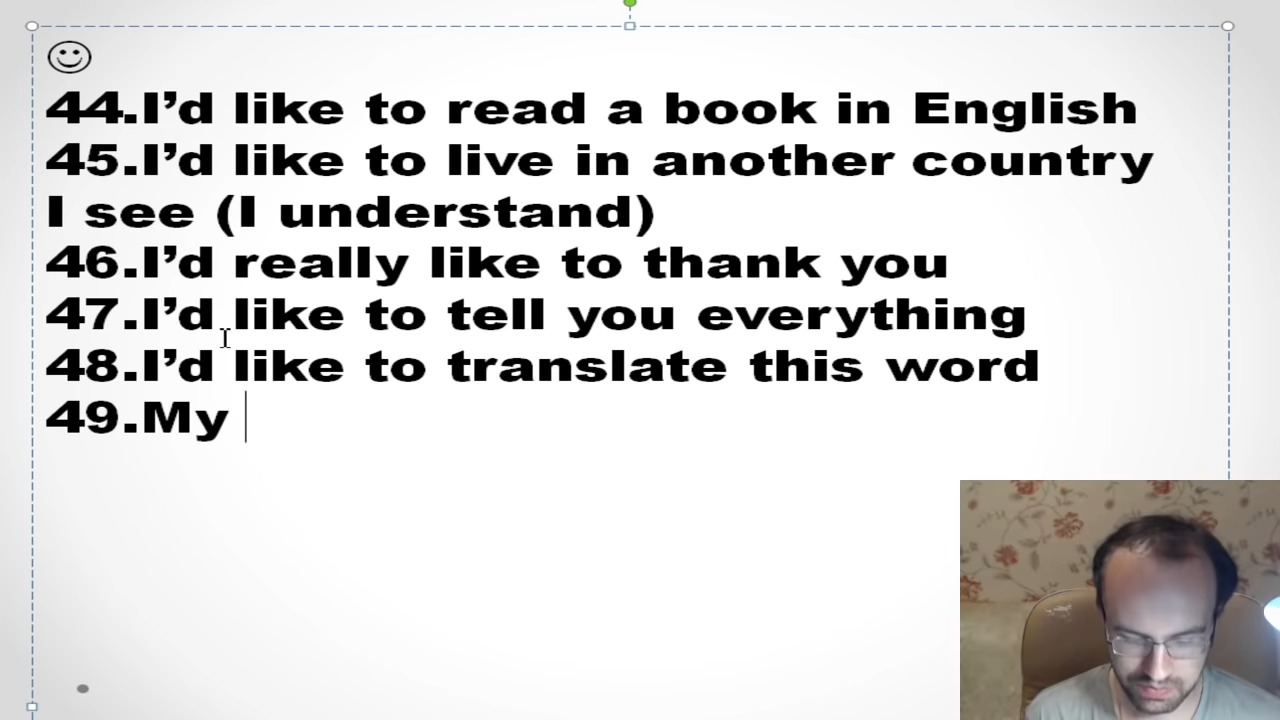 44.I’d like to read a book in English
45.I’d like to live in another country
I see (I understand)
46.I’d really like to thank you
47.I’d like to tell you everything
48.I’d like to translate this word
49.My